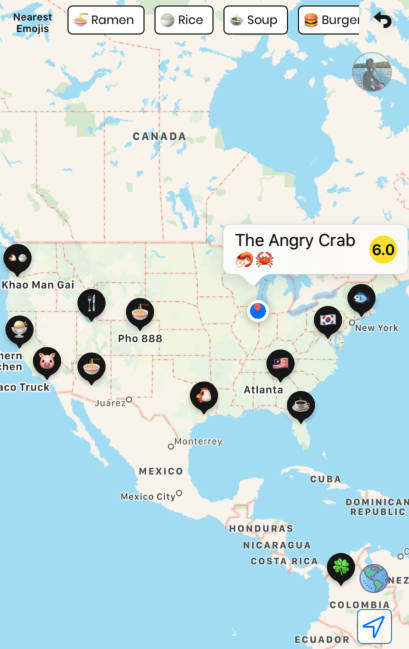 Nearest
Emojis
Ramen
Rice
Soup
Burger
CANADA
The Angry Crab
6.0
Khao Man Gai
New York
Pho 888
hern
chen
aco Truck
Atlanta
Juárez
Monterrey
MEXICO
Mexico City
CUBA
DOMINICAN
REPUBLIC
HONDURAS
NICARAGUA
COSTA RICA
C
NEZ
COLOMBIA
ECUADOR